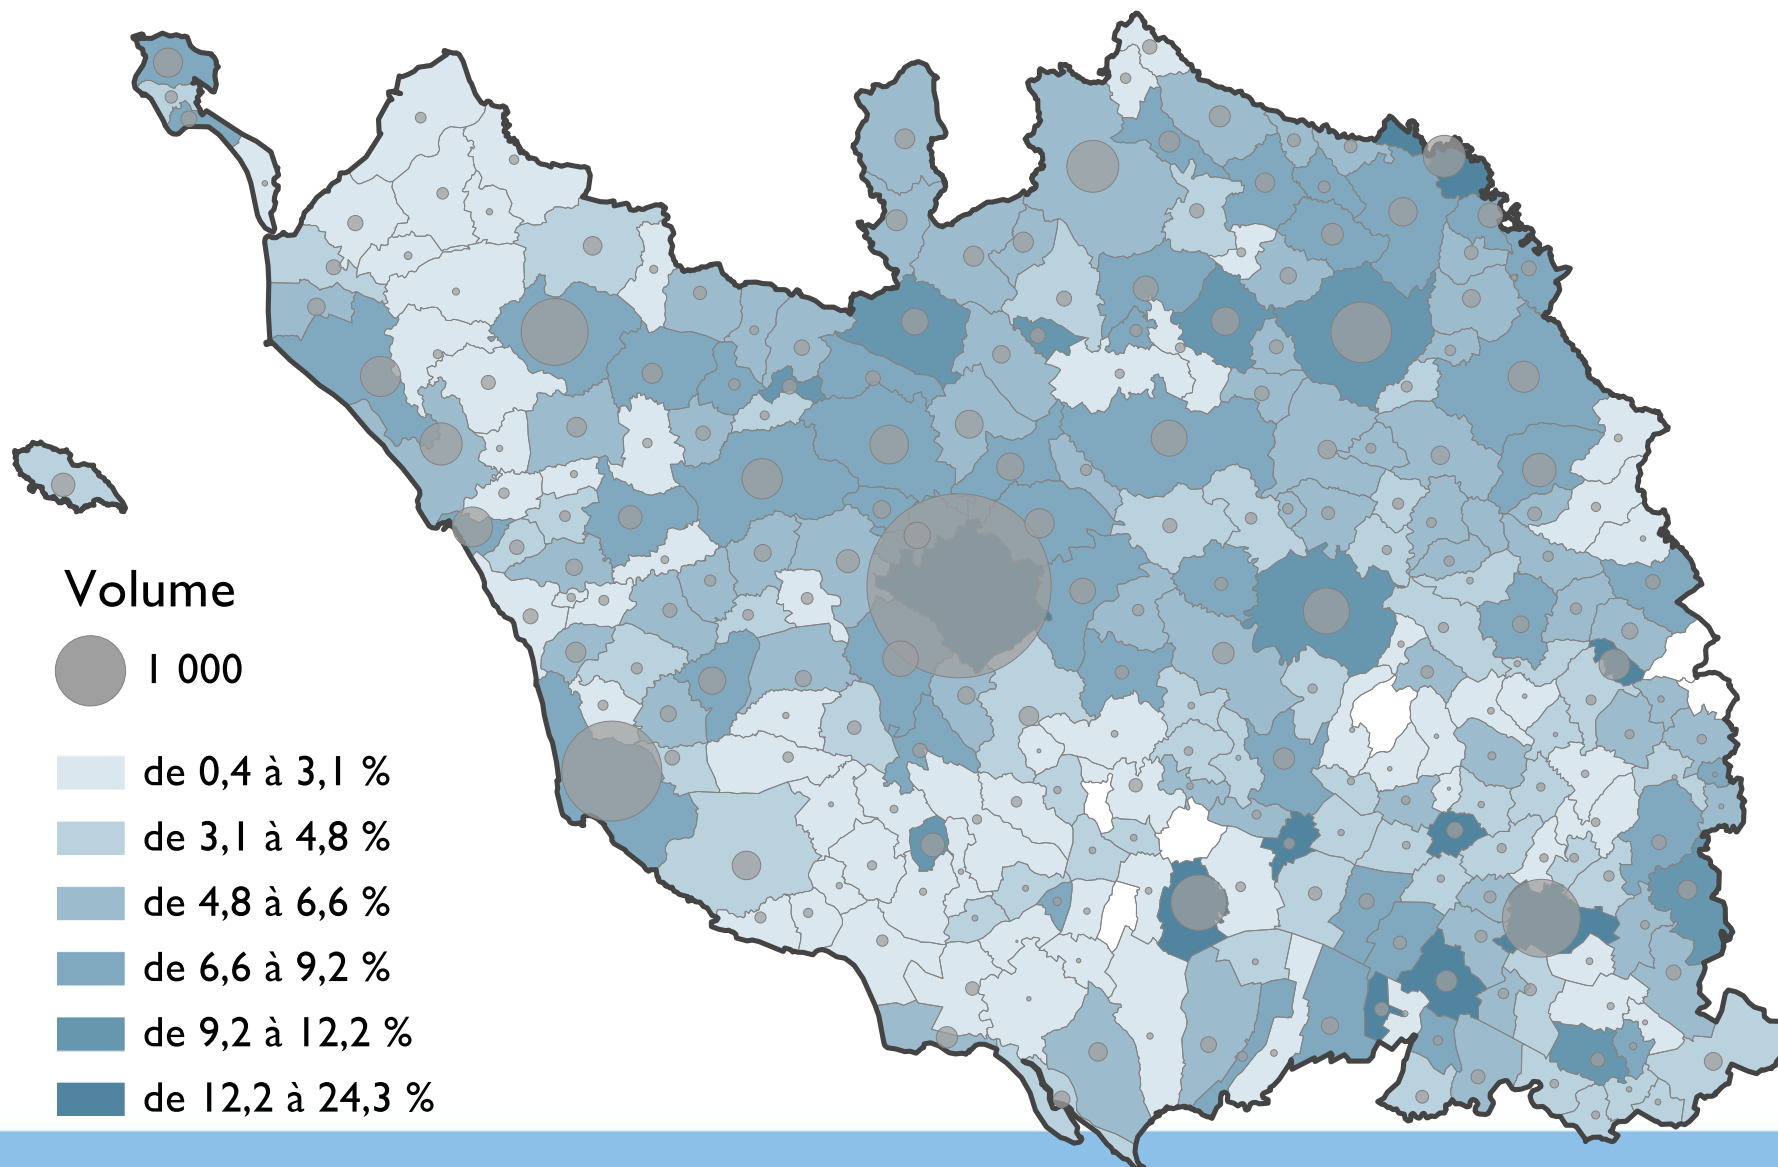 Volume
1 000
de 0,4 à 3,1 %
de 3,1 à 4,8 %
de 4,8 à 6,6 %
de 6,6 à 9,2 %
de 9,2 à 12,2 %
de 12,2 à 24,3 %